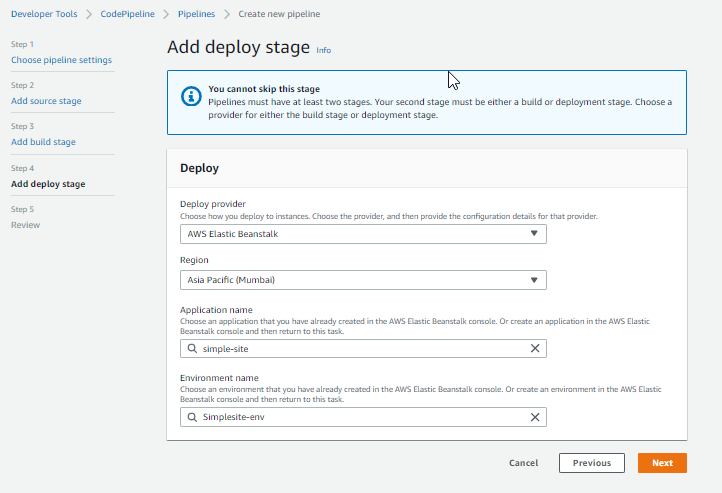 Developer Tools > CodePipeline > Pipelines > Create new pipeline
Step 1
Choose pipeline settings
Step 2
Add source stage
Step 3
Add build stage
Step 4
Add deploy stage
Step 5
Review
Add deploy stage Info
You cannot skip this stage
Pipelines must have at least two stages. Your second stage must be either a build or deployment stage. Choose a
provider for either the build stage or deployment stage.
Deploy
Deploy provider
Choose how you deploy to instances. Choose the provider, and then provide the configuration details for that provider.
AWS Elastic Beanstalk
Region
Asia Pacific (Mumbai)
Application name
Choose an application that you have already created in the AWS Elastic Beanstalk console. Or create an application in the AWS Elastic
Beanstalk console and then return to this task.
simple-site
Environment name
Choose an environment that you have already created in the AWS Elastic Beanstalk console. Or create an environment in the AWS Elastic
Beanstalk console and then return to this task.
Simplesite-env
Cancel Previous Next